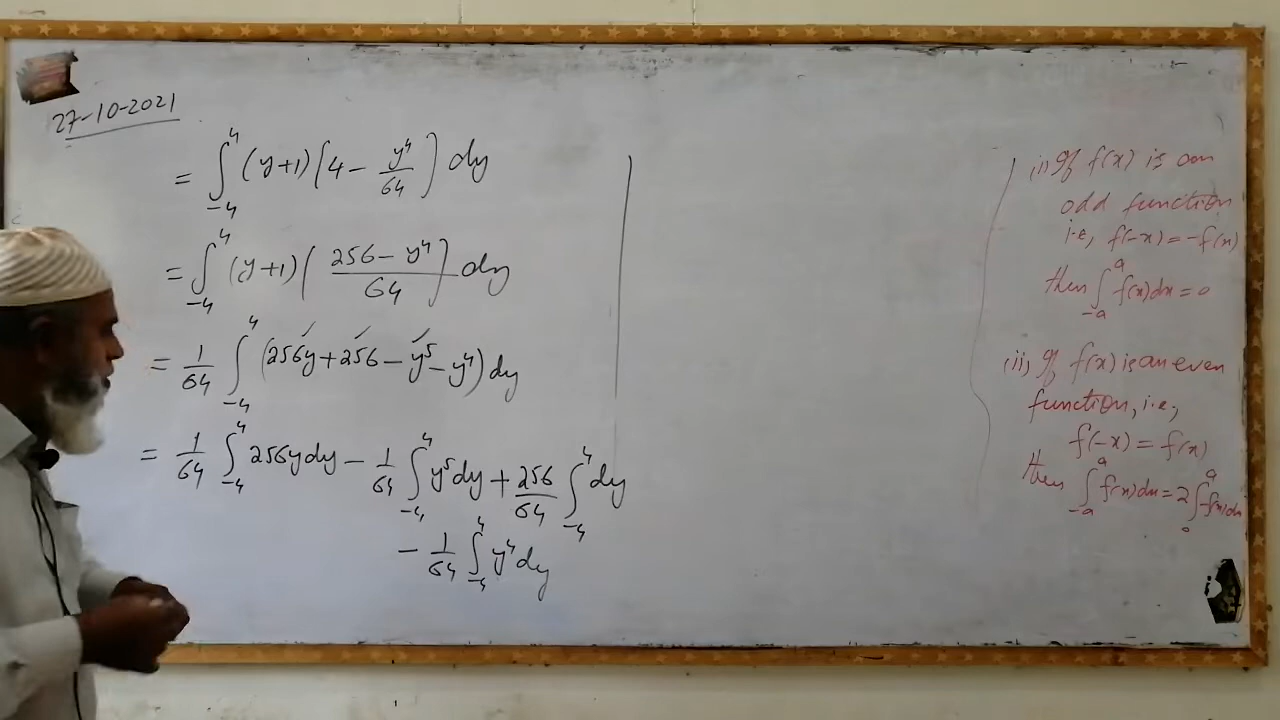 27-10-2021
= ∫_{-4}^{4} (y+1) [4 - y⁴/64] dy
= ∫_{-4}^{4} (y+1) (256 - y⁴/64) dy
= 1/64 ∫_{-4}^{4} (256y + 256 - y⁵ - y⁴) dy
= 1/64 ∫_{-4}^{4} 256y dy - 1/64 ∫_{-4}^{4} y⁵ dy + 256/64 ∫_{-4}^{4} dy
- 1/64 ∫_{-4}^{4} y⁴ dy
(i) If f(x) is an
odd function
i.e, f(-x) = -f(x)
then ∫_{-a}^{a} f(x)dx = 0
(ii) If f(x) is an even
function, i.e,
f(-x) = f(x)
then ∫_{-a}^{a} f(x)dx = 2∫_{0}^{a} f(x)dx